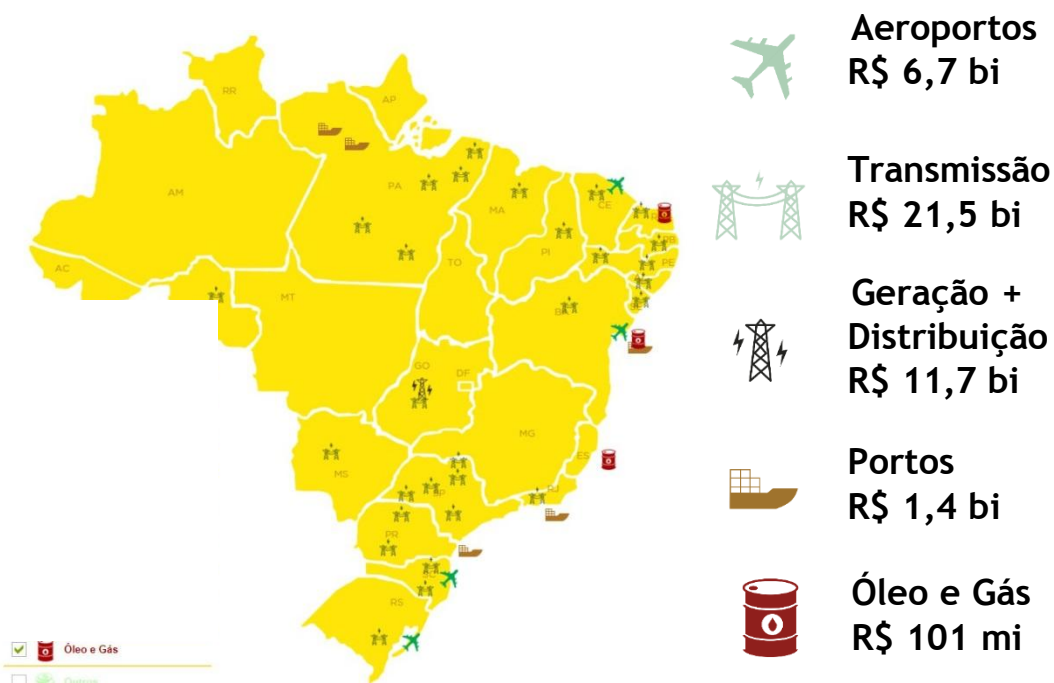 RR
AP
AM
PA
MA
CE
PI
PE
AC
TO
MT
GO
DF
MG
ES
MS
RJ
PR
RS
Óleo e Gás
Aeroportos
R$ 6,7 bi
Transmissão
R$ 21,5 bi
Geração +
Distribuição
R$ 11,7 bi
Portos
R$ 1,4 bi
Óleo e Gás
R$ 101 mi